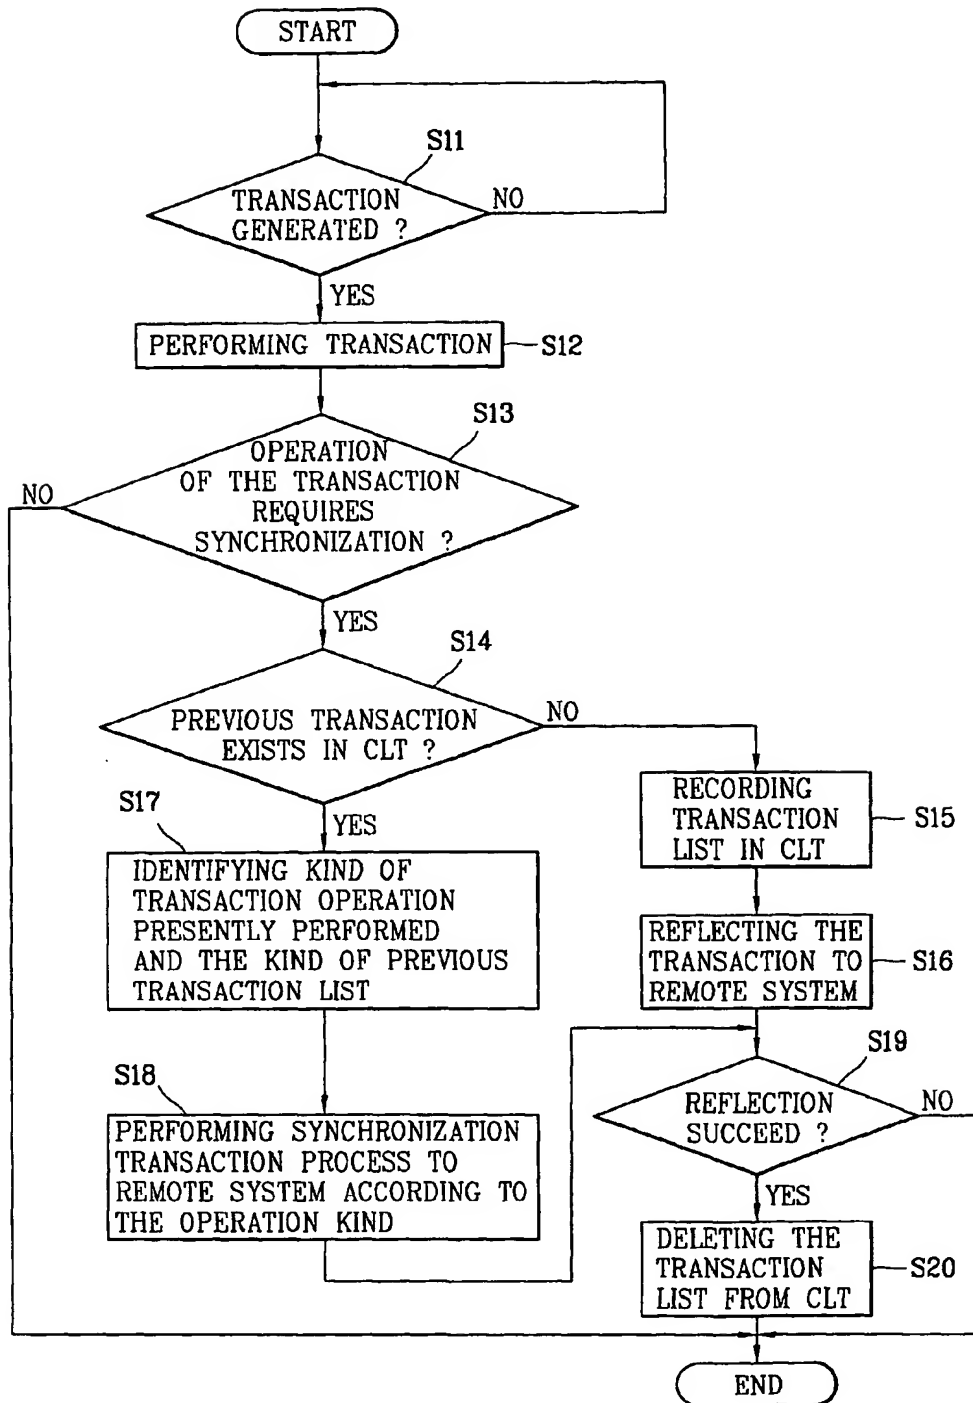 START
S11
TRANSACTION
GENERATED ?
NO
YES
PERFORMING TRANSACTION
S12
S13
OPERATION
OF THE TRANSACTION
REQUIRES
SYNCHRONIZATION ?
NO
YES
S14
PREVIOUS TRANSACTION
EXISTS IN CLT ?
NO
YES
RECORDING
TRANSACTION
LIST IN CLT
S15
S17
IDENTIFYING KIND OF
TRANSACTION OPERATION
PRESENTLY PERFORMED
AND THE KIND OF PREVIOUS
TRANSACTION LIST
REFLECTING THE
TRANSACTION TO
REMOTE SYSTEM
S16
S18
PERFORMING SYNCHRONIZATION
TRANSACTION PROCESS TO
REMOTE SYSTEM ACCORDING TO
THE OPERATION KIND
S19
REFLECTION
SUCCEED ?
NO
YES
DELETING THE
TRANSACTION
LIST FROM CLT
S20
END